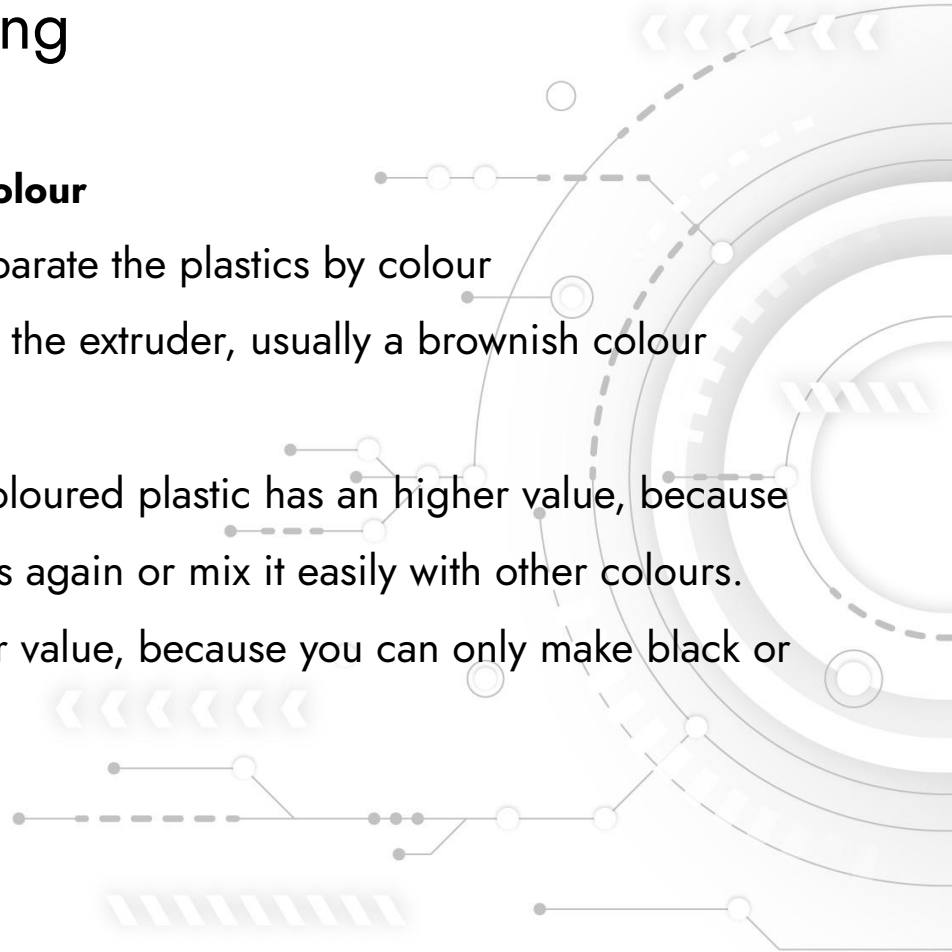 ng
olour
parate the plastics by colour
the extruder, usually a brownish colour
oloured plastic has an higher value, because
s again or mix it easily with other colours.
r value, because you can only make black or